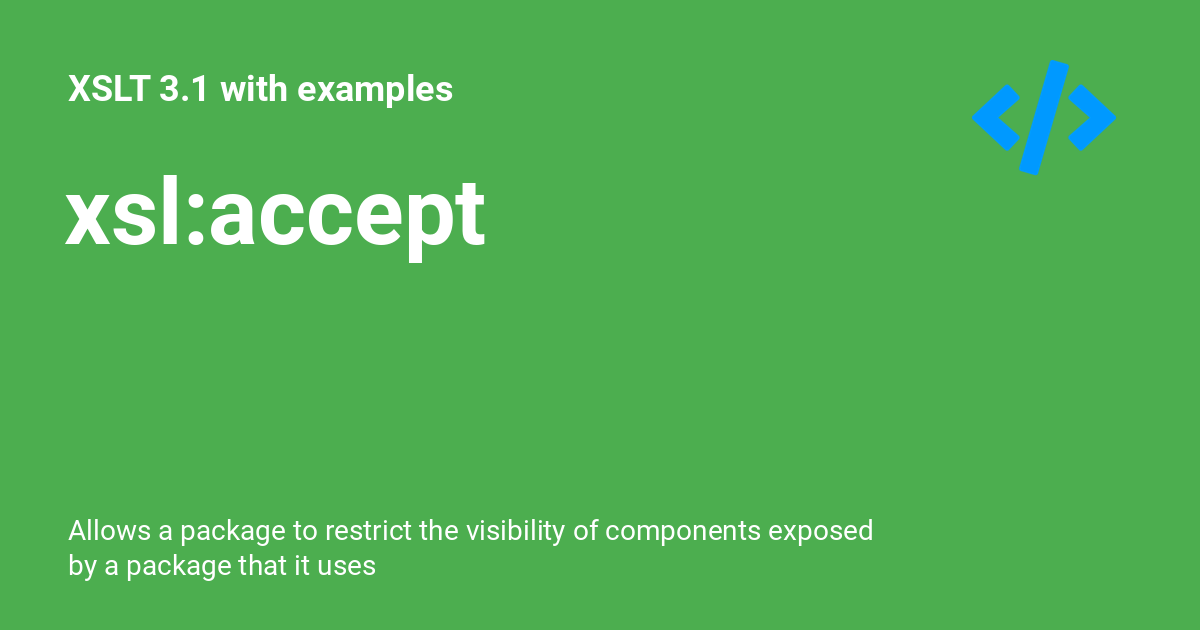 XSLT 3.1 with examples
xsl:accept
Allows a package to restrict the visibility of components exposed
by a package that it uses